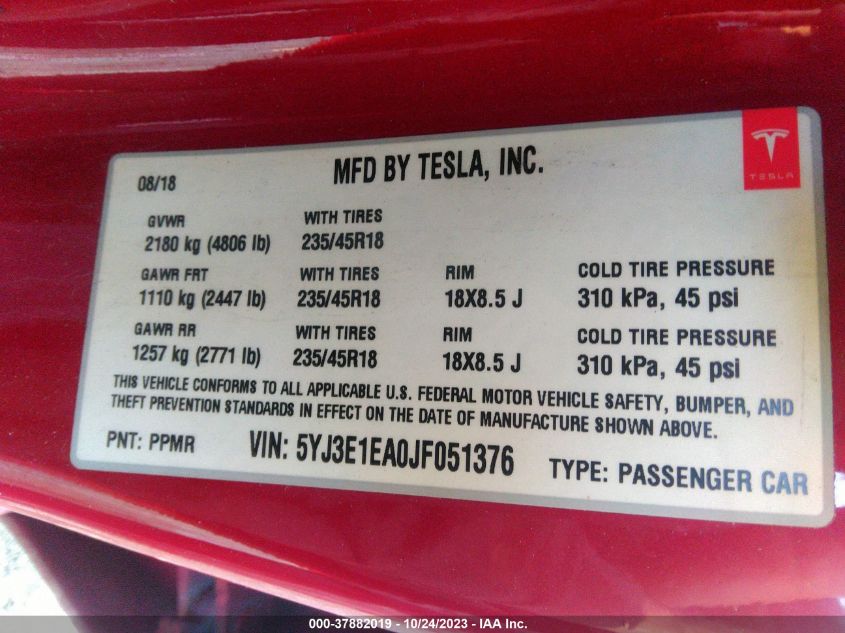 08/18
MFD BY TESLA, INC.
TESLA
GVWR WITH TIRES
2180 kg (4806 lb) 235/45R18
GAWR FRT WITH TIRES RIM COLD TIRE PRESSURE
1110 kg (2447 lb) 235/45R18 18X8.5 J 310 kPa, 45 psi
GAWR RR WITH TIRES RIM COLD TIRE PRESSURE
1257 kg (2771 lb) 235/45R18 18X8.5 J 310 kPa, 45 psi
THIS VEHICLE CONFORMS TO ALL APPLICABLE U.S. FEDERAL MOTOR VEHICLE SAFETY, BUMPER, AND
THEFT PREVENTION STANDARDS IN EFFECT ON THE DATE OF MANUFACTURE SHOWN ABOVE.
PNT: PPMR VIN: 5YJ3E1EA0JF051376 TYPE: PASSENGER CAR
000-37882019 - 10/24/2023 - IAA Inc.